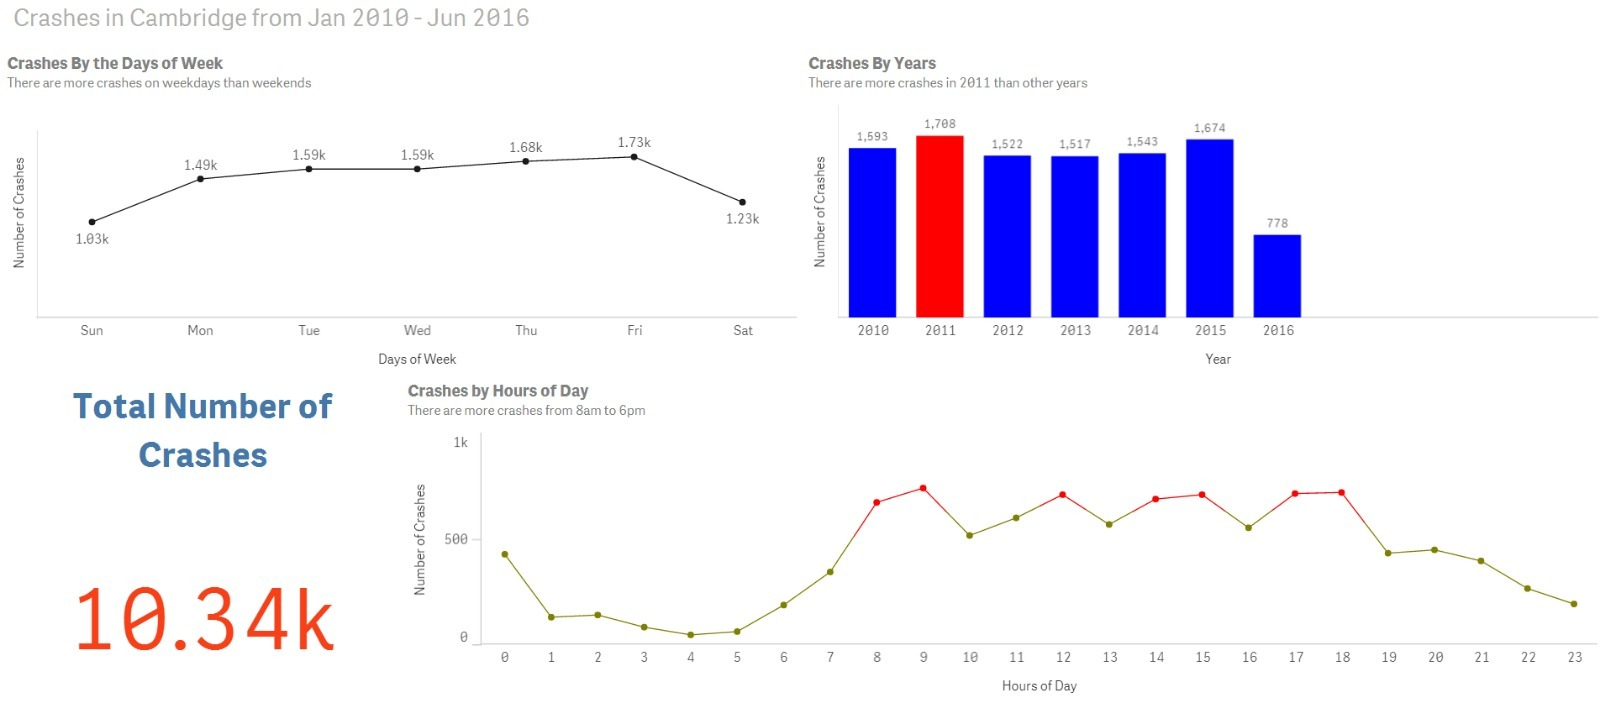 Crashes in Cambridge from Jan 2010 - Jun 2016
Crashes By the Days of Week
There are more crashes on weekdays than weekends
Number of Crashes
1.03k
1.49k
1.59k
1.59k
1.68k
1.73k
1.23k
Sun Mon Tue Wed Thu Fri Sat
Days of Week
Crashes By Years
There are more crashes in 2011 than other years
Number of Crashes
1,593
1,708
1,522
1,517
1,543
1,674
778
2010 2011 2012 2013 2014 2015 2016
Year
Total Number of
Crashes
10.34k
Crashes by Hours of Day
There are more crashes from 8am to 6pm
Number of Crashes
1k
500
0
0 1 2 3 4 5 6 7 8 9 10 11 12 13 14 15 16 17 18 19 20 21 22 23
Hours of Day